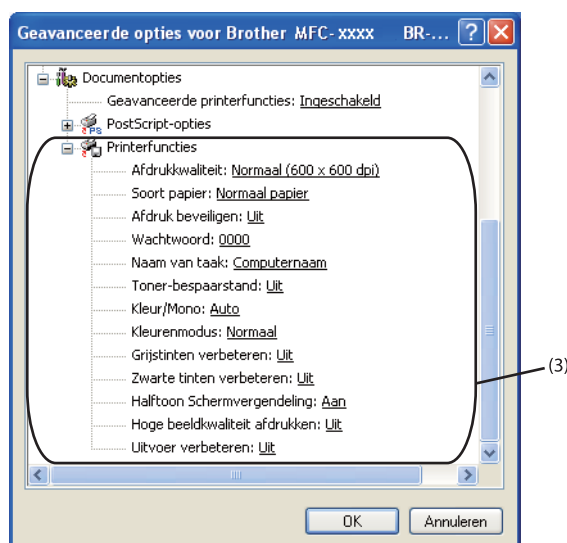 Geavanceerde opties voor Brother MFC-xxxx BR-...
Documentopties
Geavanceerde printerfuncties: Ingeschakeld
PostScript-opties
Printerfuncties
Afdrukkwaliteit: Normaal (600 x 600 dpi)
Soort papier: Normaal papier
Afdruk beveiligen: Uit
Wachtwoord: 0000
Naam van taak: Computernaam
Toner-bespaarstand: Uit
Kleur/Mono: Auto
Kleurenmodus: Normaal
Grijstinten verbeteren: Uit
Zwarte tinten verbeteren: Uit
Halftoon Schermvergendeling: Aan
Hoge beeldkwaliteit afdrukken: Uit
Uitvoer verbeteren: Uit
(3)
OK Annuleren